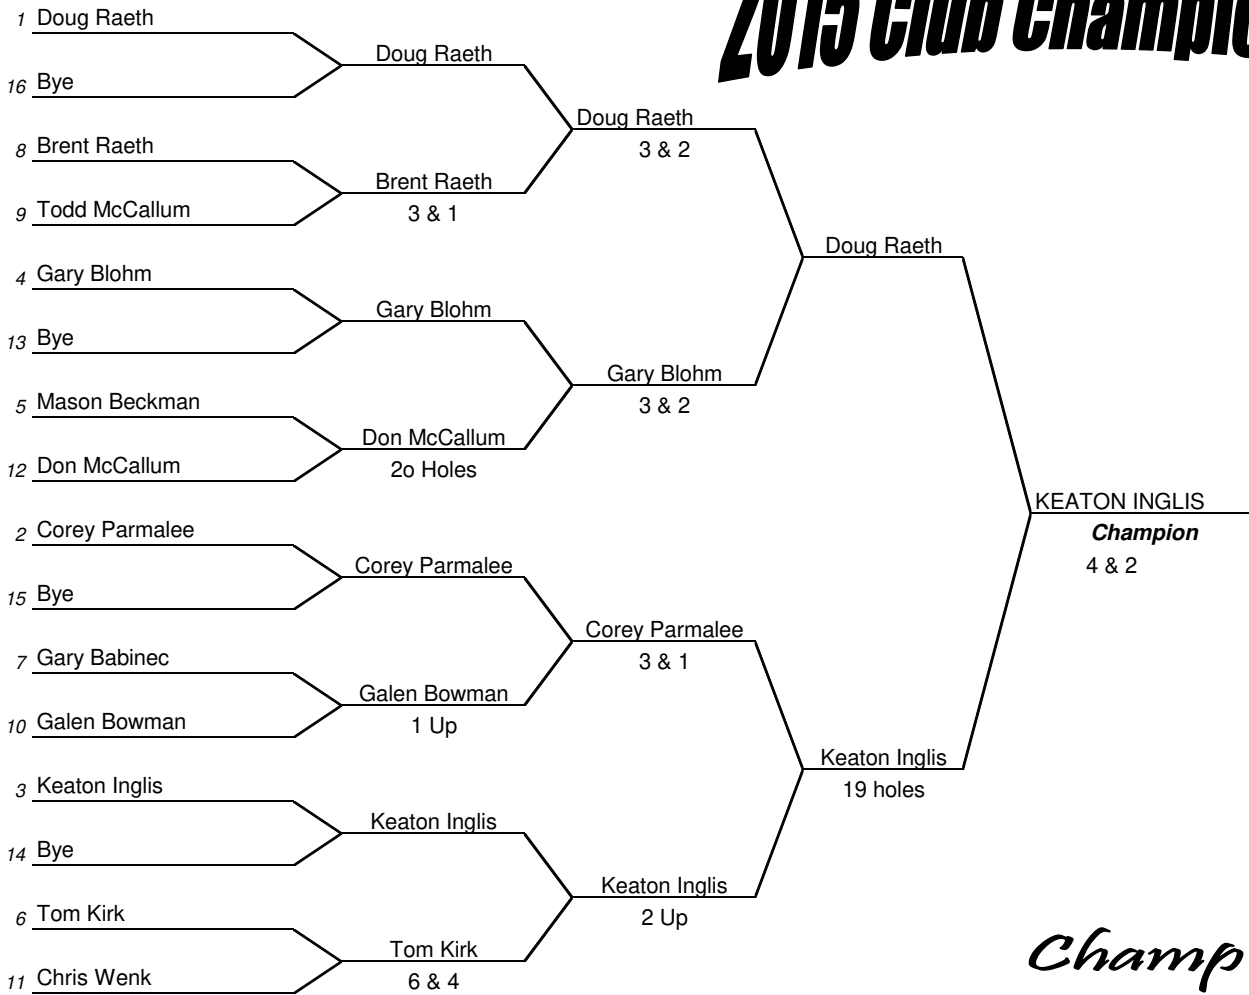 2015 Club Champio
1 Doug Raeth
Doug Raeth
16 Bye
Doug Raeth
3 & 2
8 Brent Raeth
Brent Raeth
3 & 1
9 Todd McCallum
Doug Raeth
4 Gary Blohm
Gary Blohm
13 Bye
Gary Blohm
3 & 2
5 Mason Beckman
Don McCallum
2o Holes
12 Don McCallum
KEATON INGLIS
Champion
4 & 2
2 Corey Parmalee
Corey Parmalee
15 Bye
Corey Parmalee
3 & 1
7 Gary Babinec
Galen Bowman
1 Up
10 Galen Bowman
Keaton Inglis
19 holes
3 Keaton Inglis
Keaton Inglis
14 Bye
Keaton Inglis
2 Up
6 Tom Kirk
Tom Kirk
6 & 4
11 Chris Wenk
Champ